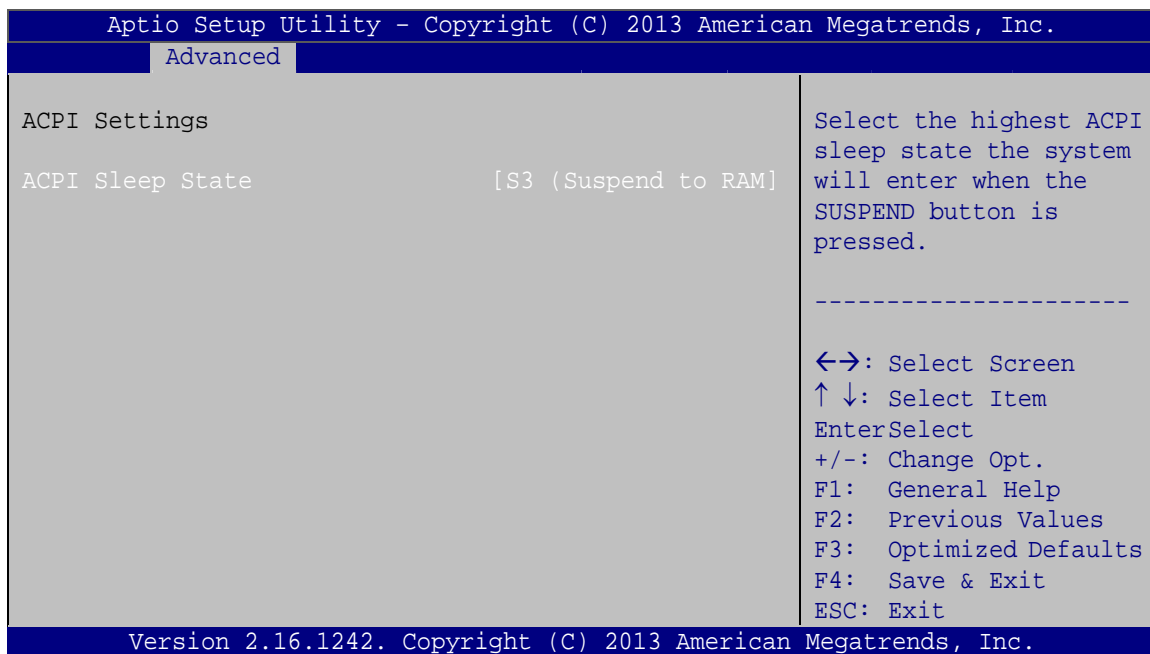 Aptio Setup Utility – Copyright (C) 2013 American Megatrends, Inc.
Advanced
ACPI Settings
ACPI Sleep State [S3 (Suspend to RAM]
Select the highest ACPI
sleep state the system
will enter when the
SUSPEND button is
pressed.
----------------------
←→: Select Screen
↑ ↓: Select Item
EnterSelect
+/-: Change Opt.
F1: General Help
F2: Previous Values
F3: Optimized Defaults
F4: Save & Exit
ESC: Exit
Version 2.16.1242. Copyright (C) 2013 American Megatrends, Inc.